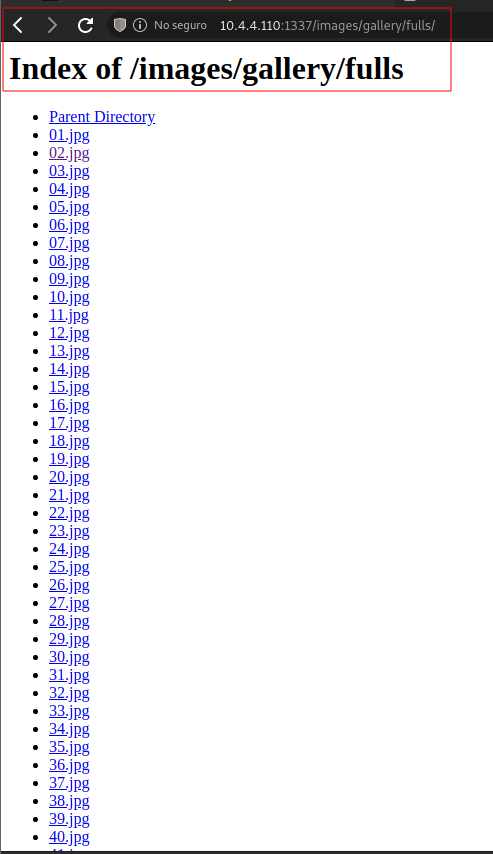 No seguro 10.4.4.110:1337/images/gallery/fulls/
Index of /images/gallery/fulls
Parent Directory
01.jpg
02.jpg
03.jpg
04.jpg
05.jpg
06.jpg
07.jpg
08.jpg
09.jpg
10.jpg
11.jpg
12.jpg
13.jpg
14.jpg
15.jpg
16.jpg
17.jpg
18.jpg
19.jpg
20.jpg
21.jpg
22.jpg
23.jpg
24.jpg
25.jpg
26.jpg
27.jpg
28.jpg
29.jpg
30.jpg
31.jpg
32.jpg
33.jpg
34.jpg
35.jpg
36.jpg
37.jpg
38.jpg
39.jpg
40.jpg